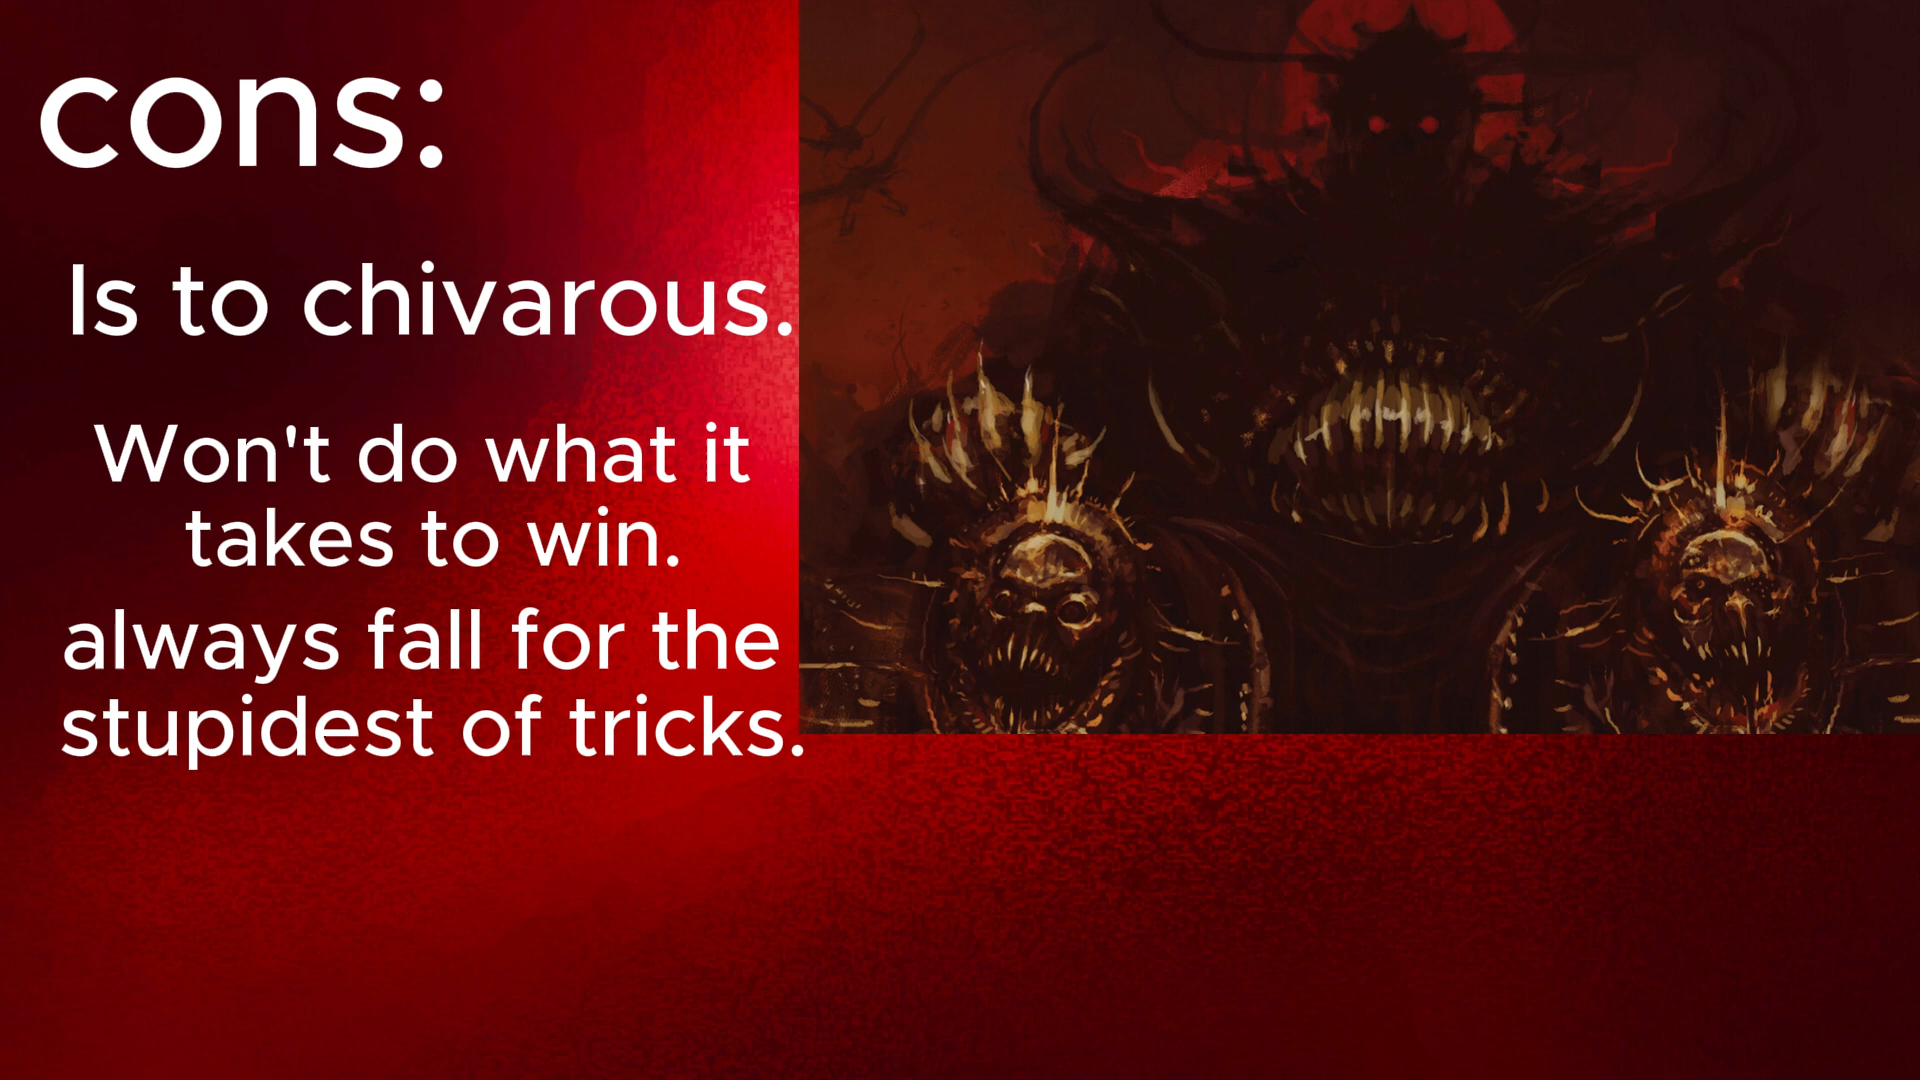 cons:
Is to chivarous.
Won't do what it
takes to win.
always fall for the
stupidest of tricks.